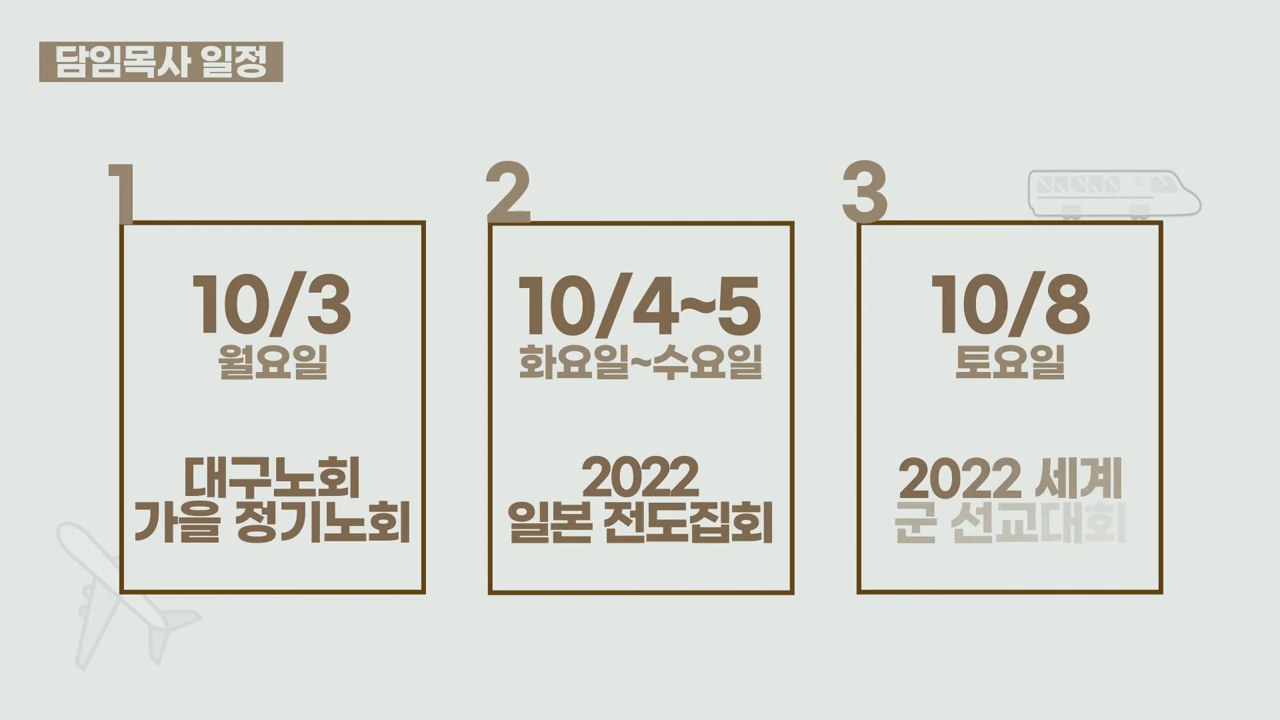 담임목사 일정
1
10/3
월요일
대구노회
가을 정기노회
2
10/4~5
화요일~수요일
2022
일본 전도집회
3
10/8
토요일
2022 세계
군 선교대회